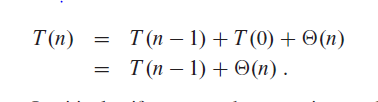 T(n) = T(n − 1) + T(0) + Θ(n)
= T(n − 1) + Θ(n) .